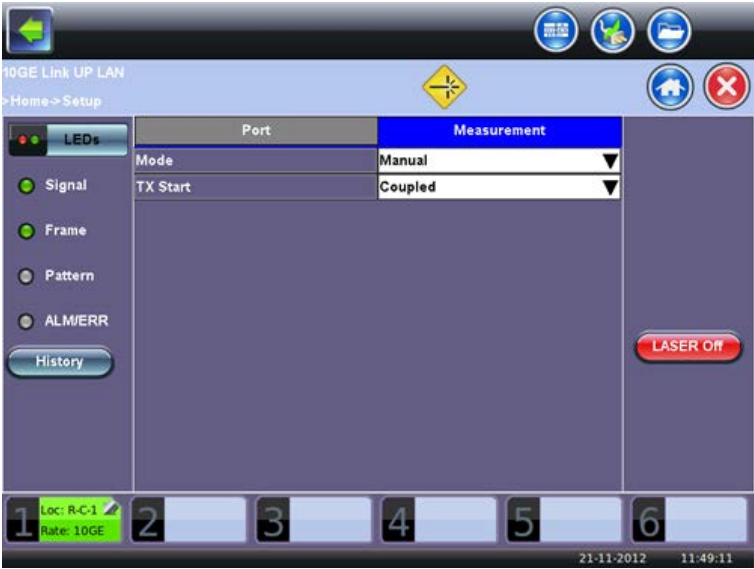 10GE Link UP LAN
>Home->Setup
LEDs
Port Measurement
Mode Manual
TX Start Coupled
Signal
Frame
Pattern
ALM/ERR
History
LASER Off
1 Loc: R-C-1 2 3 4 5 6
Rate: 10GE
21-11-2012 11:49:11